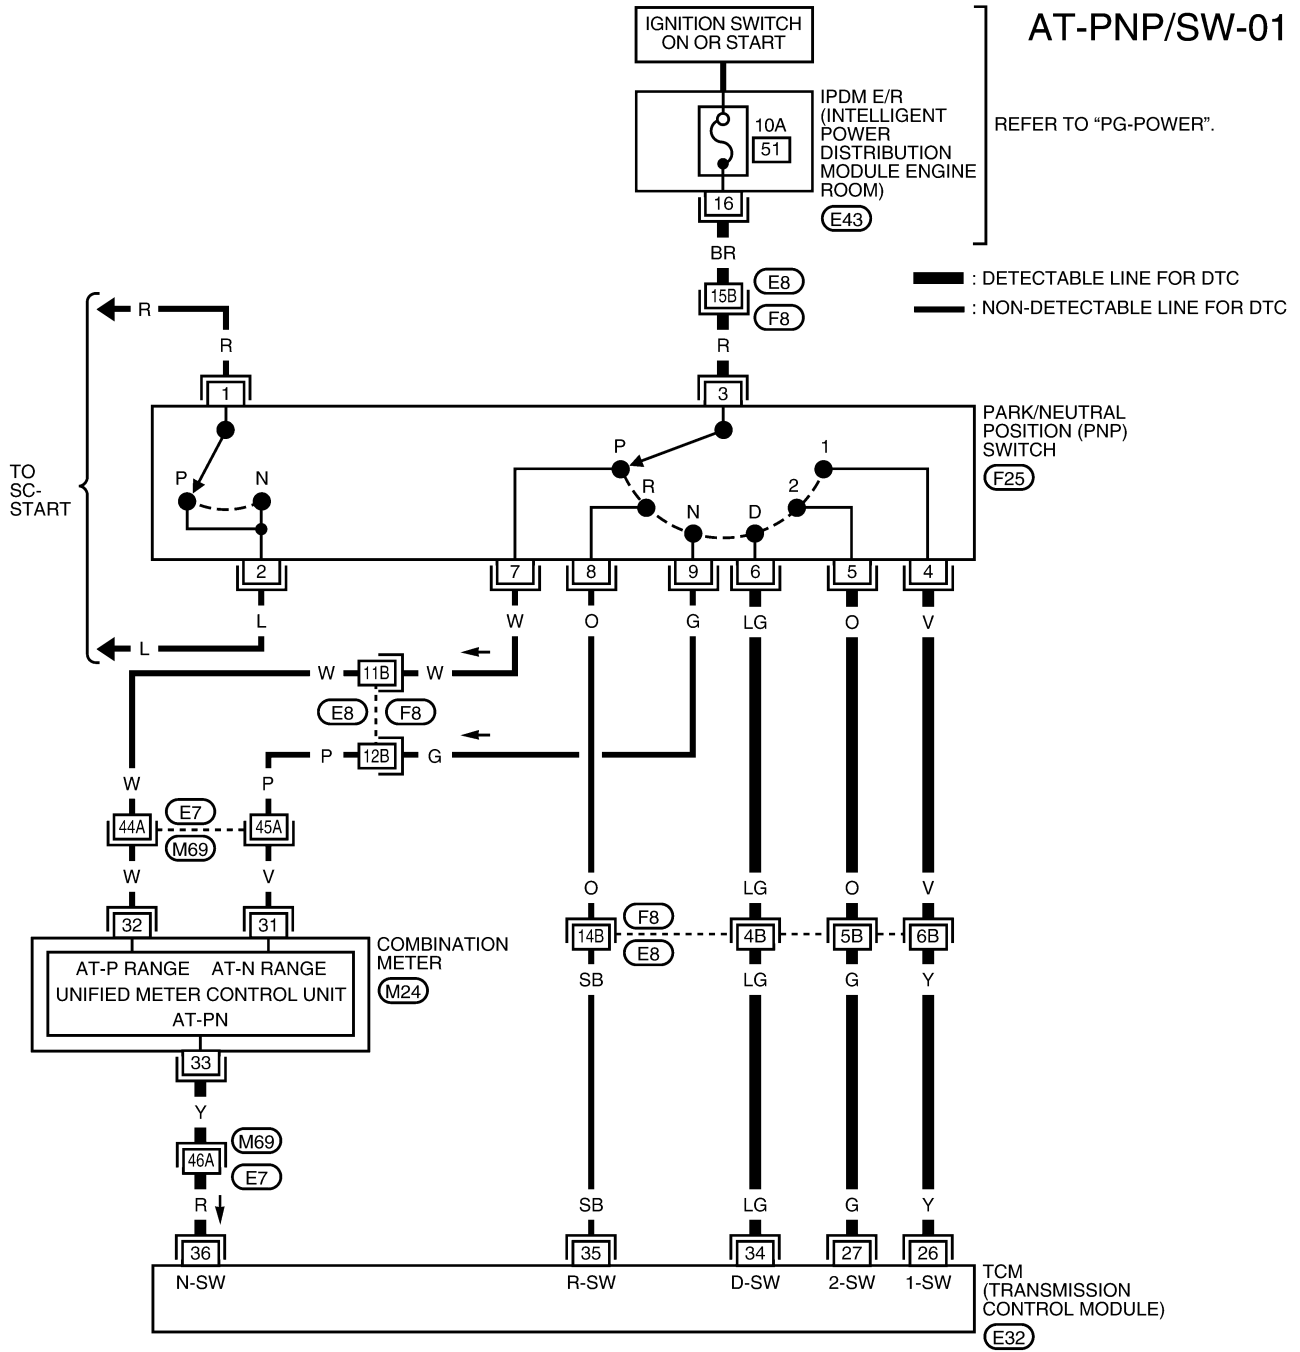 AT-PNP/SW-01
IGNITION SWITCH
ON OR START
IPDM E/R
(INTELLIGENT
POWER
DISTRIBUTION
MODULE ENGINE
ROOM)
E43
10A
51
REFER TO “PG-POWER”.
16
BR
: DETECTABLE LINE FOR DTC
: NON-DETECTABLE LINE FOR DTC
15B
E8
F8
R
R
R
1
3
PARK/NEUTRAL
POSITION (PNP)
SWITCH
F25
TO
SC-
START
P
N
P
R
N
D
2
1
2
7
8
9
6
5
4
L
W
O
G
LG
O
V
L
W
11B
W
E8
F8
P
12B
G
W
P
44A
E7
M69
45A
W
V
O
LG
O
V
32
31
14B
F8
E8
4B
5B
6B
COMBINATION
METER
M24
AT-P RANGE
AT-N RANGE
UNIFIED METER CONTROL UNIT
AT-PN
SB
LG
G
Y
33
Y
46A
M69
E7
R
SB
LG
G
Y
36
35
34
27
26
N-SW
R-SW
D-SW
2-SW
1-SW
TCM
(TRANSMISSION
CONTROL MODULE)
E32